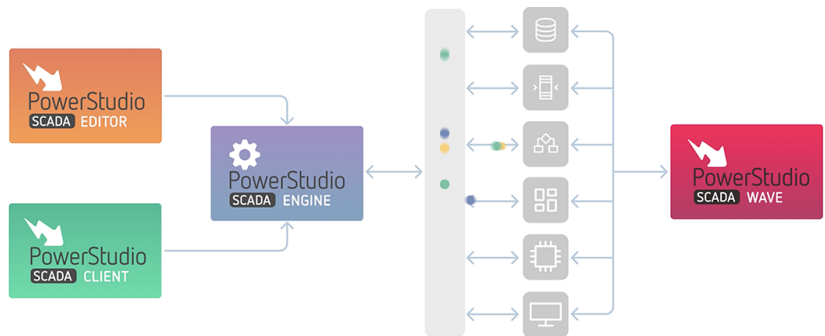 PowerStudio
SCADA EDITOR
PowerStudio
SCADA ENGINE
PowerStudio
SCADA CLIENT
PowerStudio
SCADA WAVE